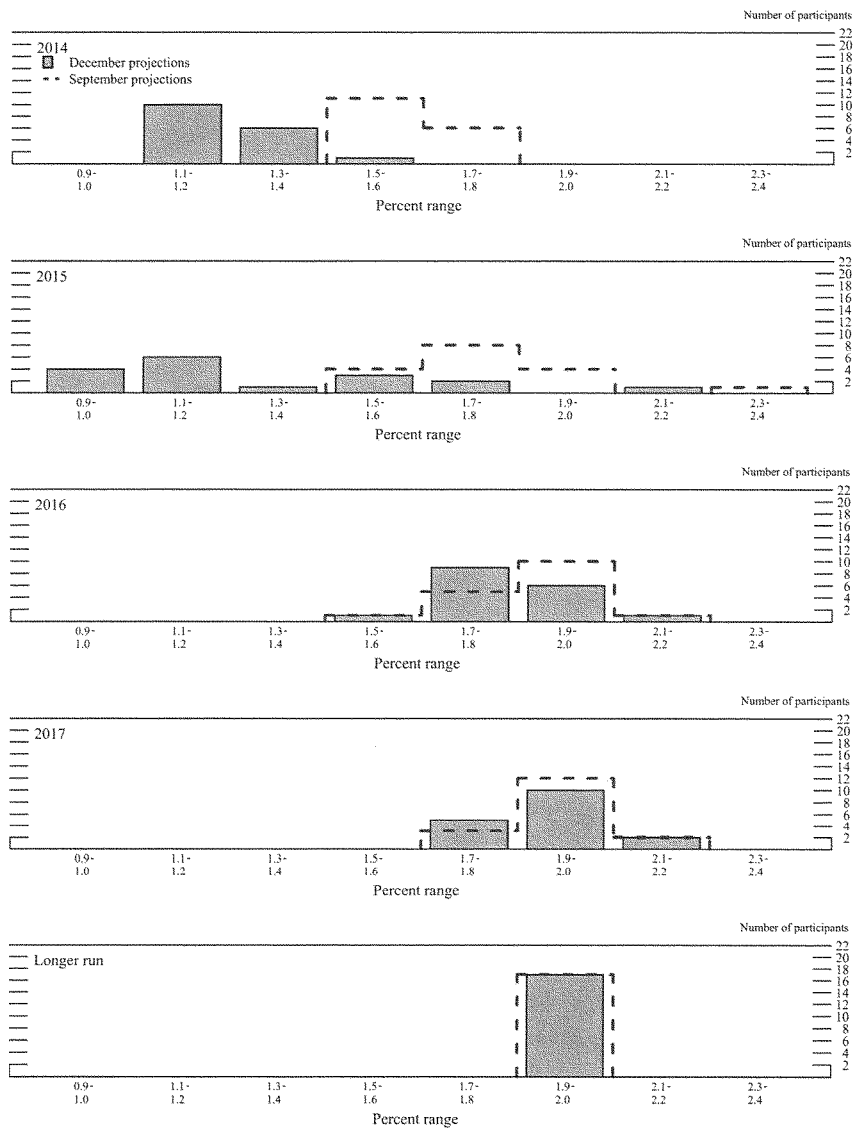 Number of participants
2014
December projections
September projections
22
20
18
16
14
12
10
8
6
4
2
0.9- 1.1- 1.3- 1.5- 1.7- 1.9- 2.1- 2.3-
1.0 1.2 1.4 1.6 1.8 2.0 2.2 2.4
Percent range
Number of participants
2015
22
20
18
16
14
12
10
8
6
4
2
0.9- 1.1- 1.3- 1.5- 1.7- 1.9- 2.1- 2.3-
1.0 1.2 1.4 1.6 1.8 2.0 2.2 2.4
Percent range
Number of participants
2016
22
20
18
16
14
12
10
8
6
4
2
0.9- 1.1- 1.3- 1.5- 1.7- 1.9- 2.1- 2.3-
1.0 1.2 1.4 1.6 1.8 2.0 2.2 2.4
Percent range
Number of participants
2017
22
20
18
16
14
12
10
8
6
4
2
0.9- 1.1- 1.3- 1.5- 1.7- 1.9- 2.1- 2.3-
1.0 1.2 1.4 1.6 1.8 2.0 2.2 2.4
Percent range
Number of participants
Longer run
22
20
18
16
14
12
10
8
6
4
2
0.9- 1.1- 1.3- 1.5- 1.7- 1.9- 2.1- 2.3-
1.0 1.2 1.4 1.6 1.8 2.0 2.2 2.4
Percent range